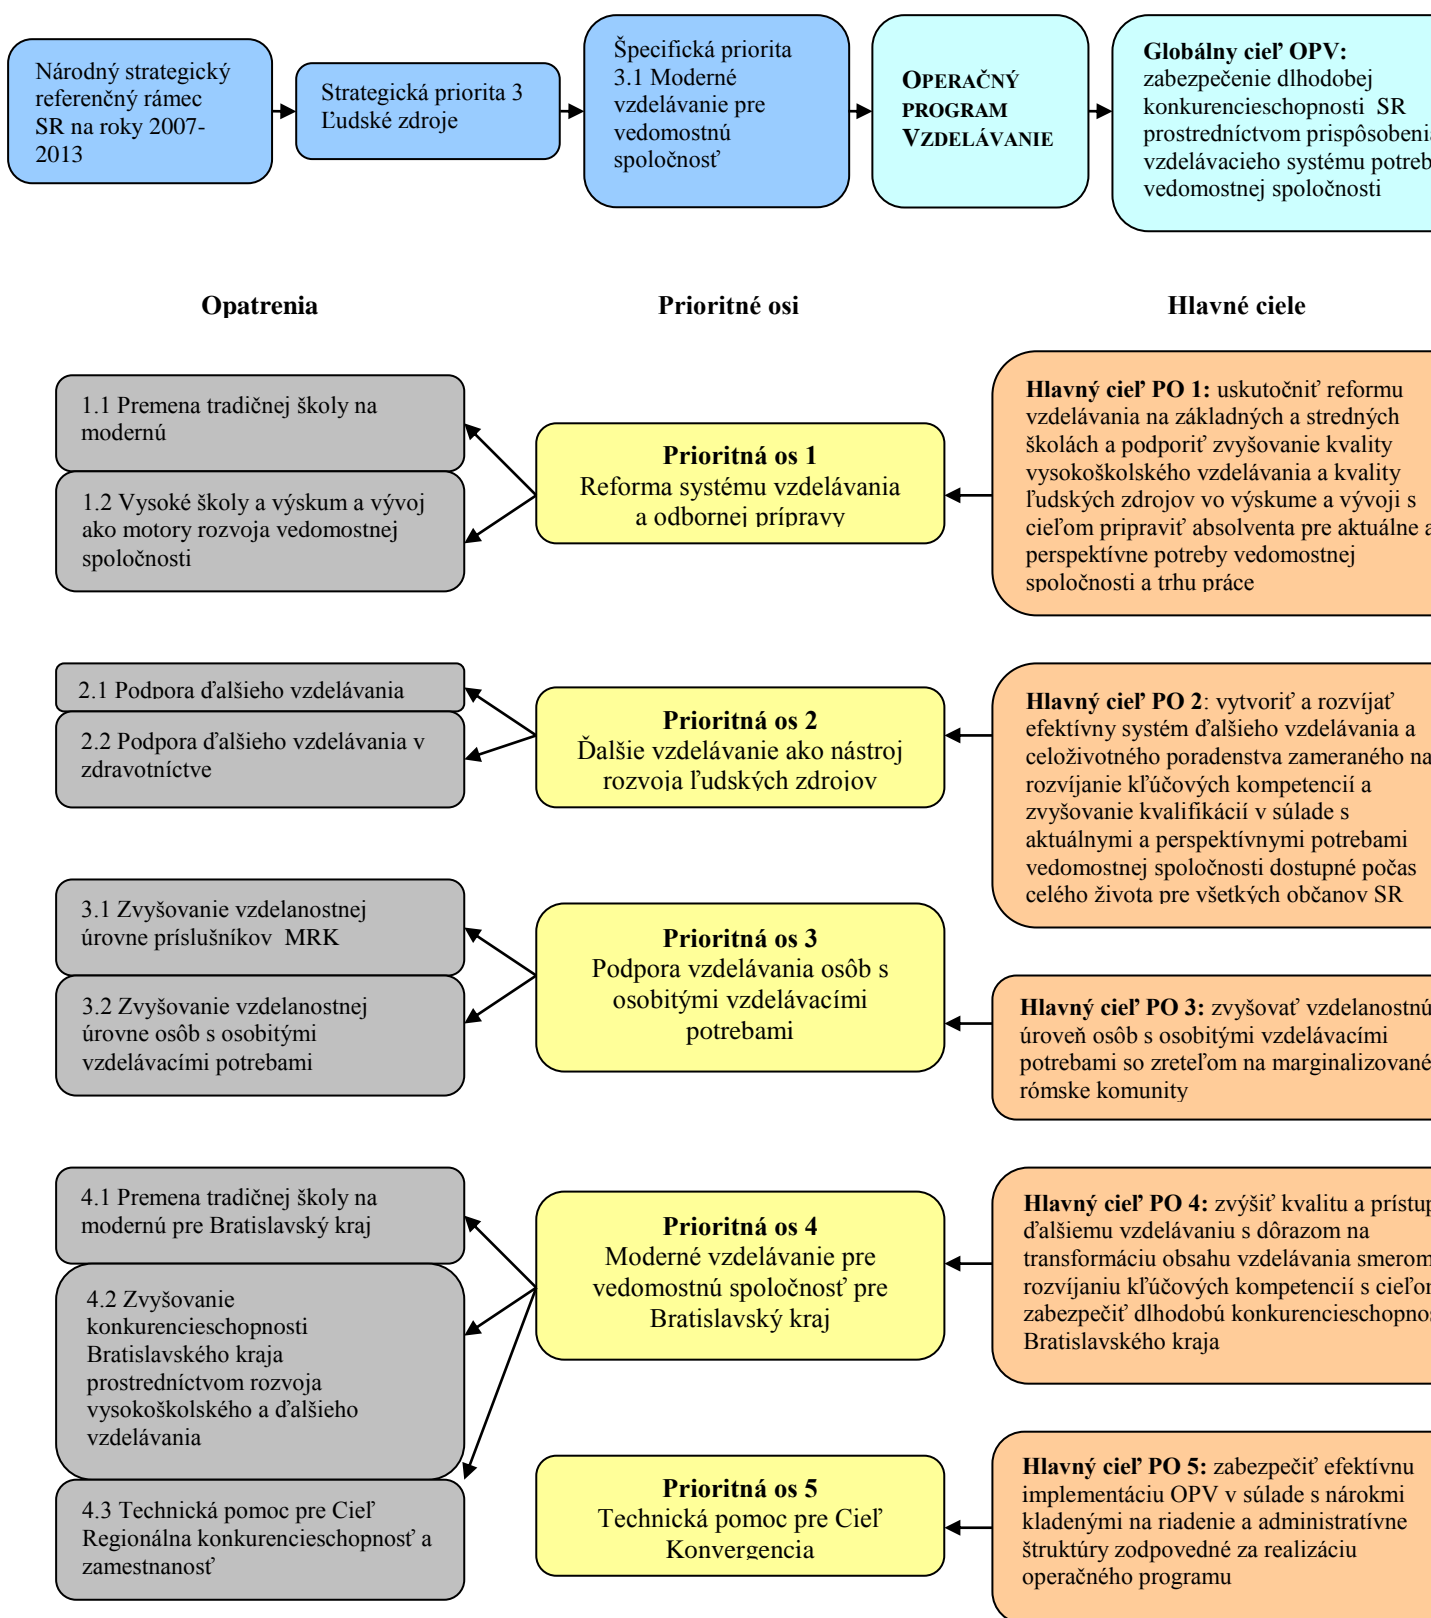 Národný strategický
referenčný rámec
SR na roky 2007-
2013
Strategická priorita 3
Ľudské zdroje
Špecifická priorita
3.1 Moderné
vzdelávanie pre
vedomostnú
spoločnosť
OPERAČNÝ
PROGRAM
VZDELÁVANIE
Globálny cieľ OPV:
zabezpečenie dlhodobej
konkurencieschopnosti SR
prostredníctvom prispôsobenia
vzdelávacieho systému potreb
vedomostnej spoločnosti
Opatrenia
Prioritné osi
Hlavné ciele
1.1 Premena tradičnej školy na
modernú
1.2 Vysoké školy a výskum a vývoj
ako motory rozvoja vedomostnej
spoločnosti
Prioritná os 1
Reforma systému vzdelávania
a odbornej prípravy
Hlavný cieľ PO 1: uskutočniť reformu
vzdelávania na základných a stredných
školách a podporiť zvyšovanie kvality
vysokoškolského vzdelávania a kvality
ľudských zdrojov vo výskume a vývoji s
cieľom pripraviť absolventa pre aktuálne a
perspektívne potreby vedomostnej
spoločnosti a trhu práce
2.1 Podpora ďalšieho vzdelávania
2.2 Podpora ďalšieho vzdelávania v
zdravotníctve
Prioritná os 2
Ďalšie vzdelávanie ako nástroj
rozvoja ľudských zdrojov
Hlavný cieľ PO 2: vytvoriť a rozvíjať
efektívny systém ďalšieho vzdelávania a
celoživotného poradenstva zameraného na
rozvíjanie kľúčových kompetencií a
zvyšovanie kvalifikácií v súlade s
aktuálnymi a perspektívnymi potrebami
vedomostnej spoločnosti dostupné počas
celého života pre všetkých občanov SR
3.1 Zvyšovanie vzdelanostnej
úrovne príslušníkov MRK
3.2 Zvyšovanie vzdelanostnej
úrovne osôb s osobitými
vzdelávacími potrebami
Prioritná os 3
Podpora vzdelávania osôb s
osobitými vzdelávacími
potrebami
Hlavný cieľ PO 3: zvyšovať vzdelanostnú
úroveň osôb s osobitými vzdelávacími
potrebami so zreteľom na marginalizované
rómske komunity
4.1 Premena tradičnej školy na
modernú pre Bratislavský kraj
4.2 Zvyšovanie
konkurencieschopnosti
Bratislavského kraja
prostredníctvom rozvoja
vysokoškolského a ďalšieho
vzdelávania
4.3 Technická pomoc pre Cieľ
Regionálna konkurencieschopnosť a
zamestnanosť
Prioritná os 4
Moderné vzdelávanie pre
vedomostnú spoločnosť pre
Bratislavský kraj
Hlavný cieľ PO 4: zvýšiť kvalitu a prístup
ďalšiemu vzdelávaniu s dôrazom na
transformáciu obsahu vzdelávania smerom
rozvíjaniu kľúčových kompetencií s cieľom
zabezpečiť dlhodobú konkurencieschopnos
Bratislavského kraja
Prioritná os 5
Technická pomoc pre Cieľ
Konvergencia
Hlavný cieľ PO 5: zabezpečiť efektívnu
implementáciu OPV v súlade s nárokmi
kladenými na riadenie a administratívne
štruktúry zodpovedné za realizáciu
operačného programu